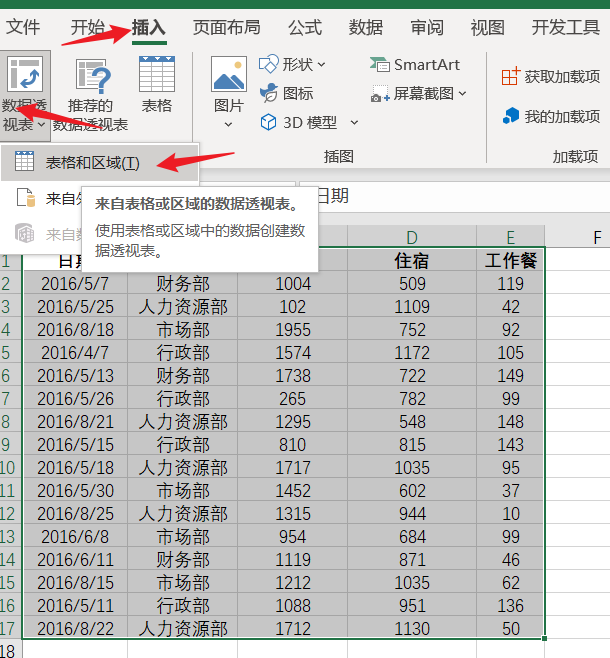 文件 开始 插入 页面布局 公式 数据 审阅 视图 开发工具
数据透视表 推荐的数据透视表 表格 图片 形状 图标 3D 模型 SmartArt 屏幕截图 获取加载项 我的加载项
插图 加载项
表格和区域(T)
来自
来自数
来自表格或区域的数据透视表。
使用表格或区域中的数据创建数
据透视表。
日期
D E F
1 日期 住宿 工作餐
2 2016/5/7 财务部 1004 509 119
3 2016/5/25 人力资源部 102 1109 42
4 2016/8/18 市场部 1955 752 92
5 2016/4/7 行政部 1574 1172 105
6 2016/5/13 财务部 1738 722 149
7 2016/5/26 行政部 265 782 99
8 2016/8/21 人力资源部 1295 548 148
9 2016/5/15 行政部 810 815 143
10 2016/5/18 人力资源部 1717 1035 95
11 2016/5/30 市场部 1452 602 37
12 2016/8/25 人力资源部 1315 944 10
13 2016/6/8 市场部 954 684 99
14 2016/6/11 财务部 1119 871 46
15 2016/8/15 市场部 1212 1035 62
16 2016/5/11 行政部 1088 951 136
17 2016/8/22 人力资源部 1712 1130 50
18